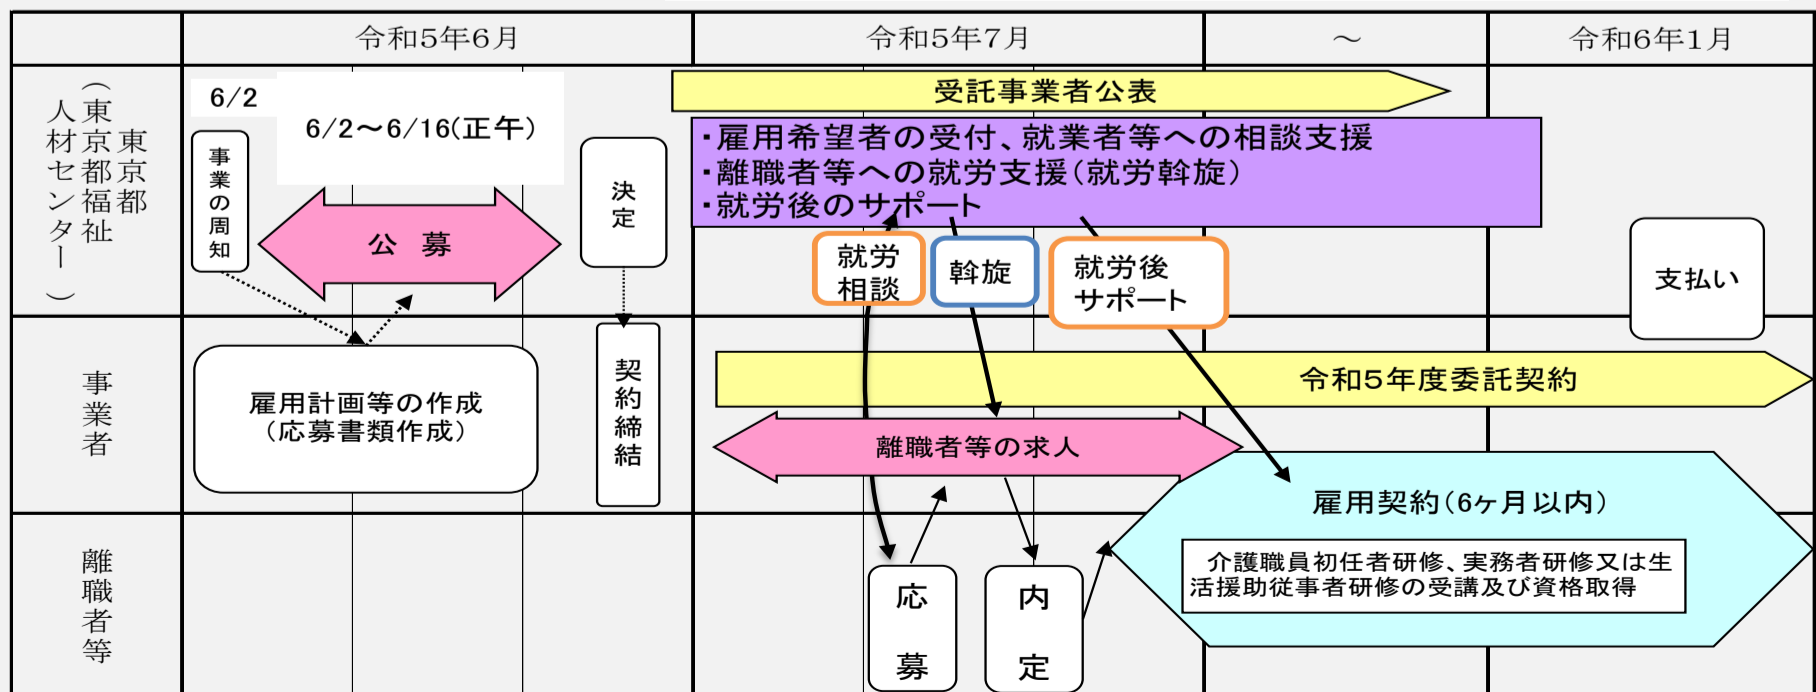 令和5年6月
令和5年7月
～
令和6年1月
東京都
（東京都福祉
人材センター）
6/2
6/2～6/16(正午)
事業の周知
公　募
決定
受託事業者公表
・雇用希望者の受付、就業者等への相談支援
・離職者等への就労支援(就労斡旋)
・就労後のサポート
就労
相談
斡旋
就労後
サポート
支払い
事業者
雇用計画等の作成
(応募書類作成)
契約締結
令和5年度委託契約
離職者等の求人
雇用契約(6ヶ月以内)
介護職員初任者研修、実務者研修又は生
活援助従事者研修の受講及び資格取得
離職者等
応募
内定